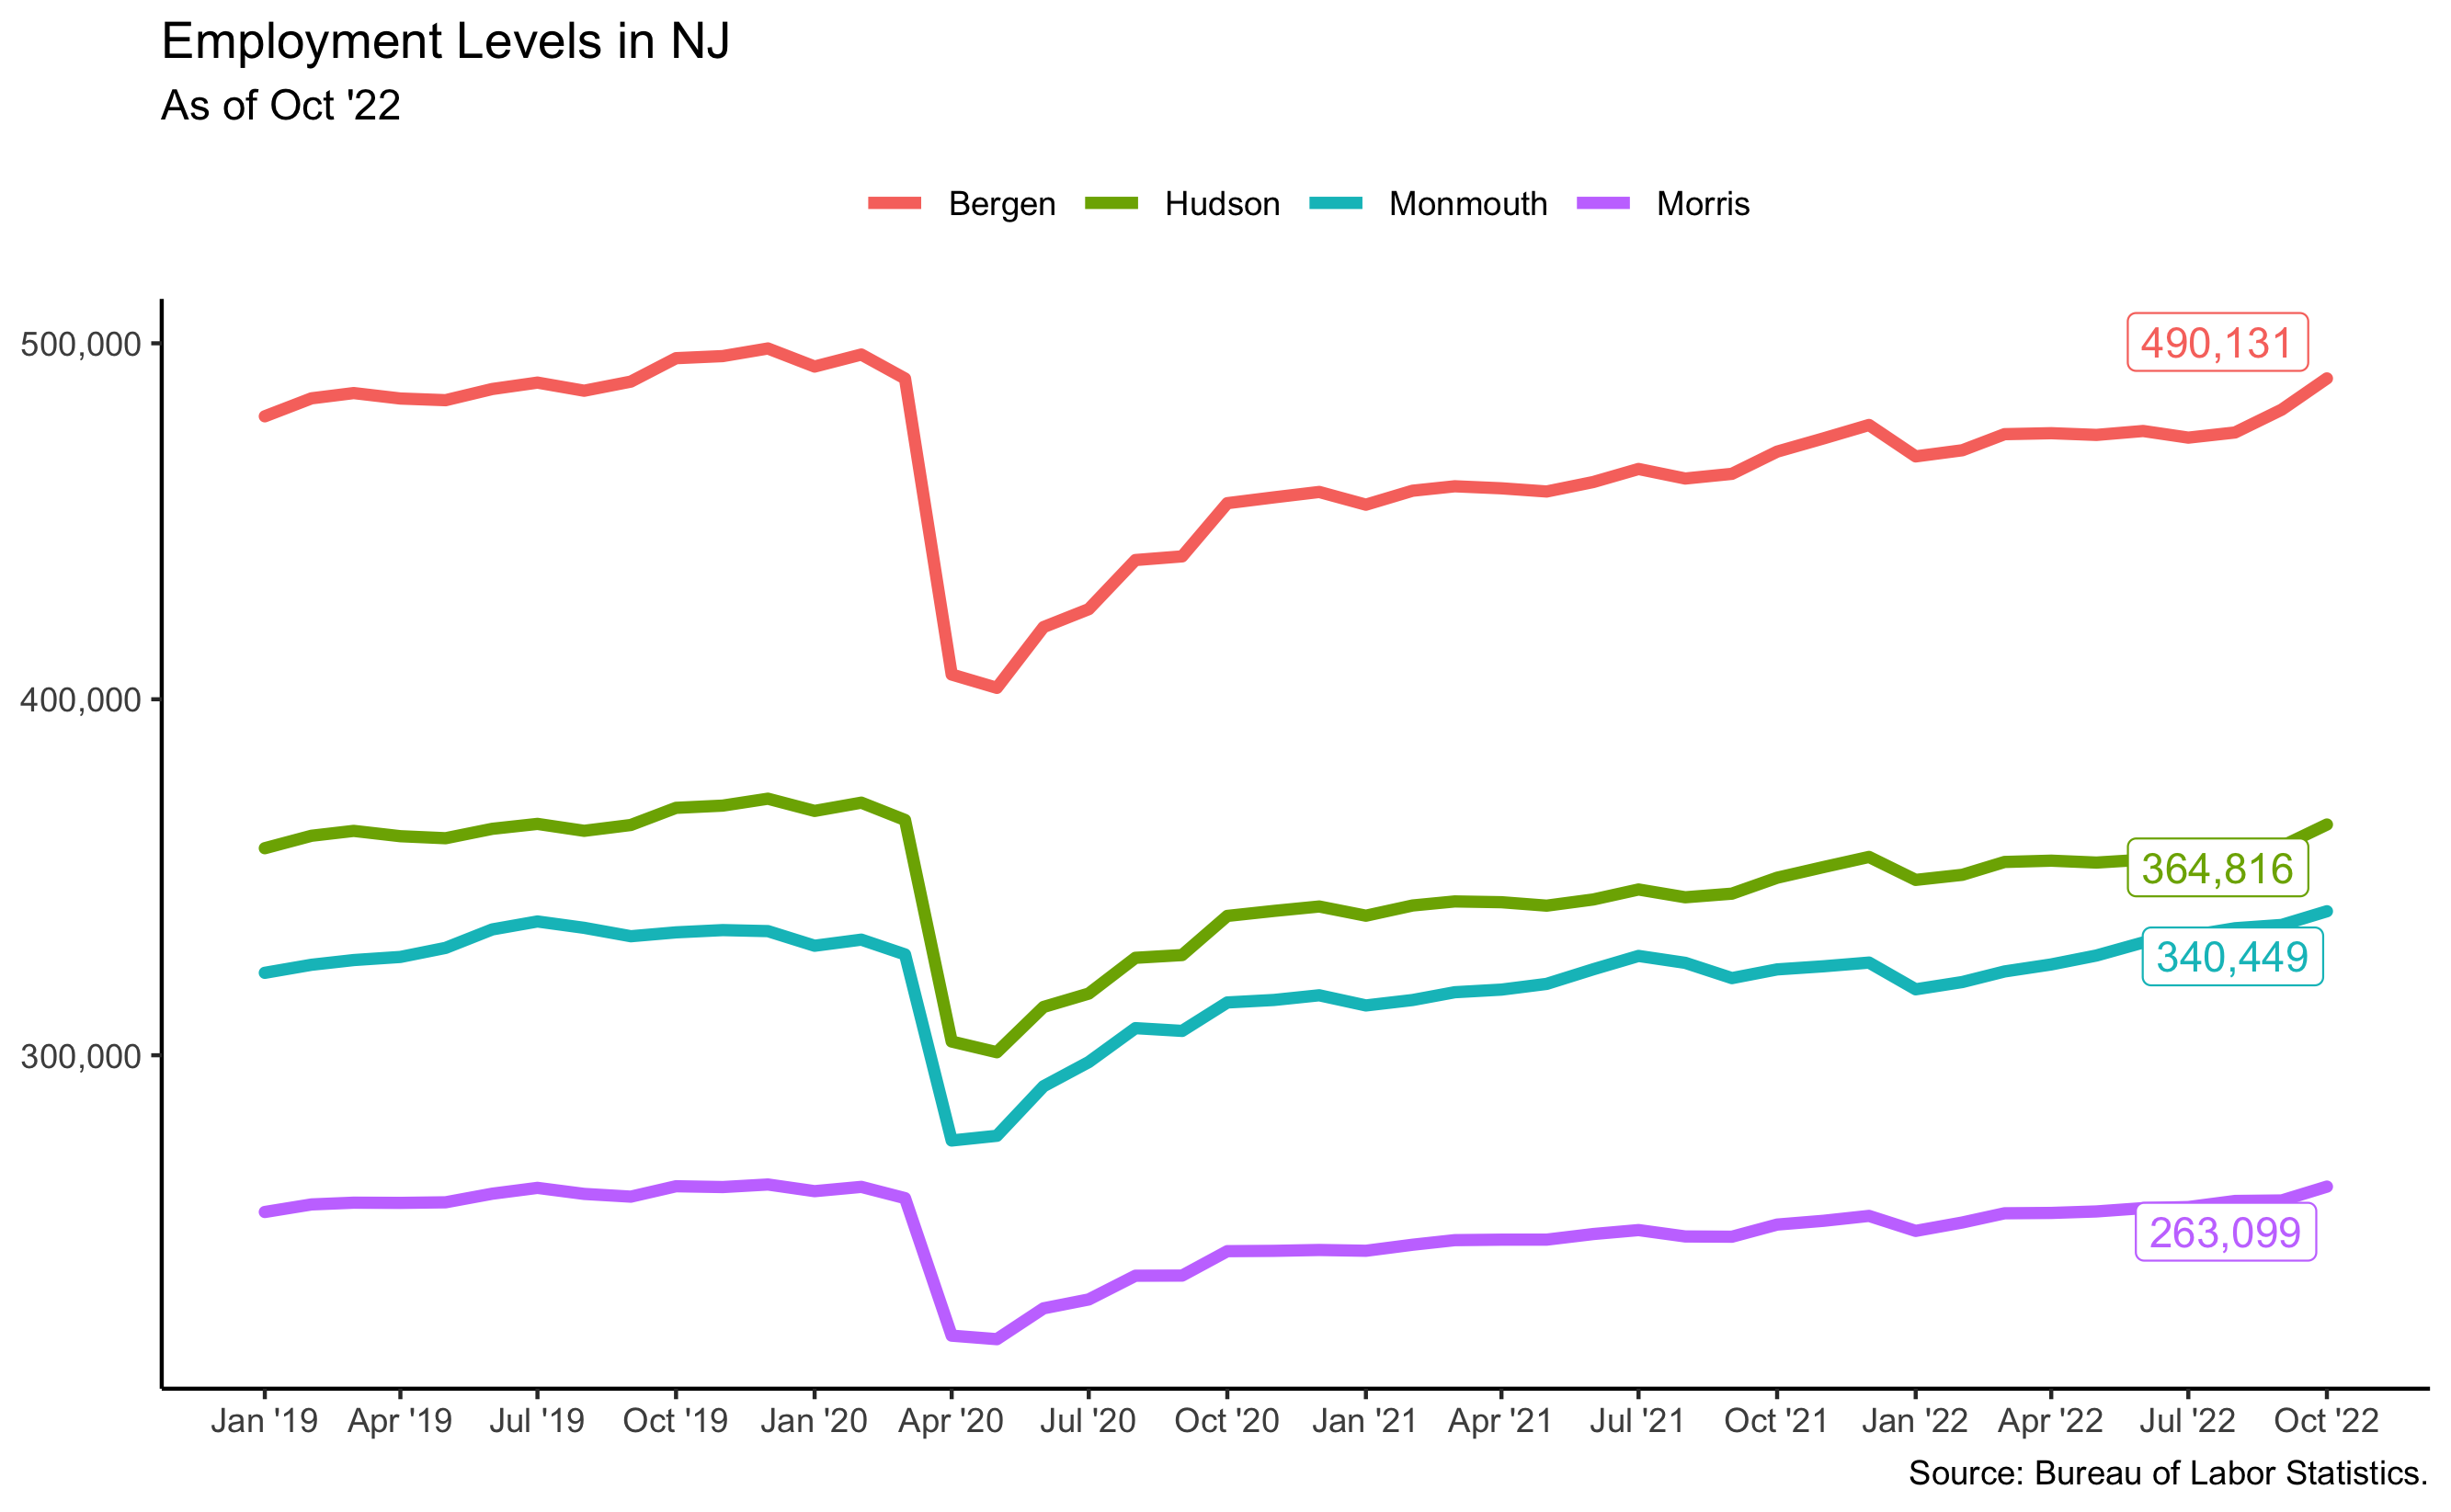 Employment Levels in NJ
As of Oct '22
Bergen Hudson Monmouth Morris
500,000
400,000
300,000
490,131
364,816
340,449
263,099
Jan '19 Apr '19 Jul '19 Oct '19 Jan '20 Apr '20 Jul '20 Oct '20 Jan '21 Apr '21 Jul '21 Oct '21 Jan '22 Apr '22 Jul '22 Oct '22
Source: Bureau of Labor Statistics.